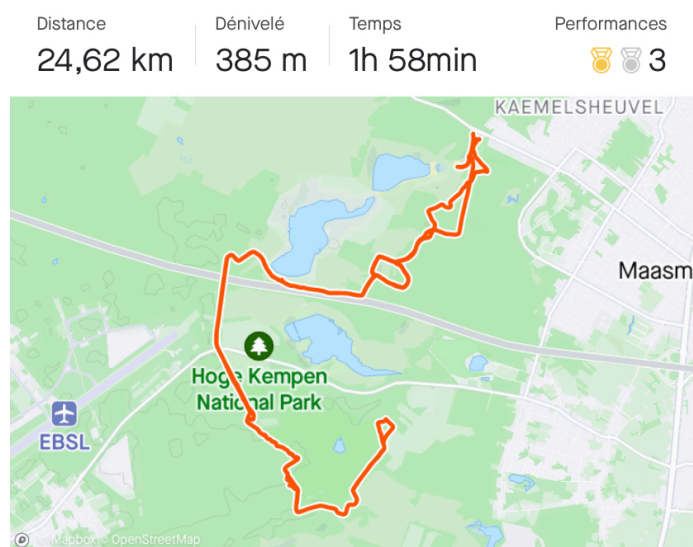 Distance
Dénivelé
Temps
Performances
24,62 km
385 m
1h 58min
3
KAEMELSHEUVEL
Maasm
Hoge Kempen
National Park
EBSL
Mapbox © OpenStreetMap